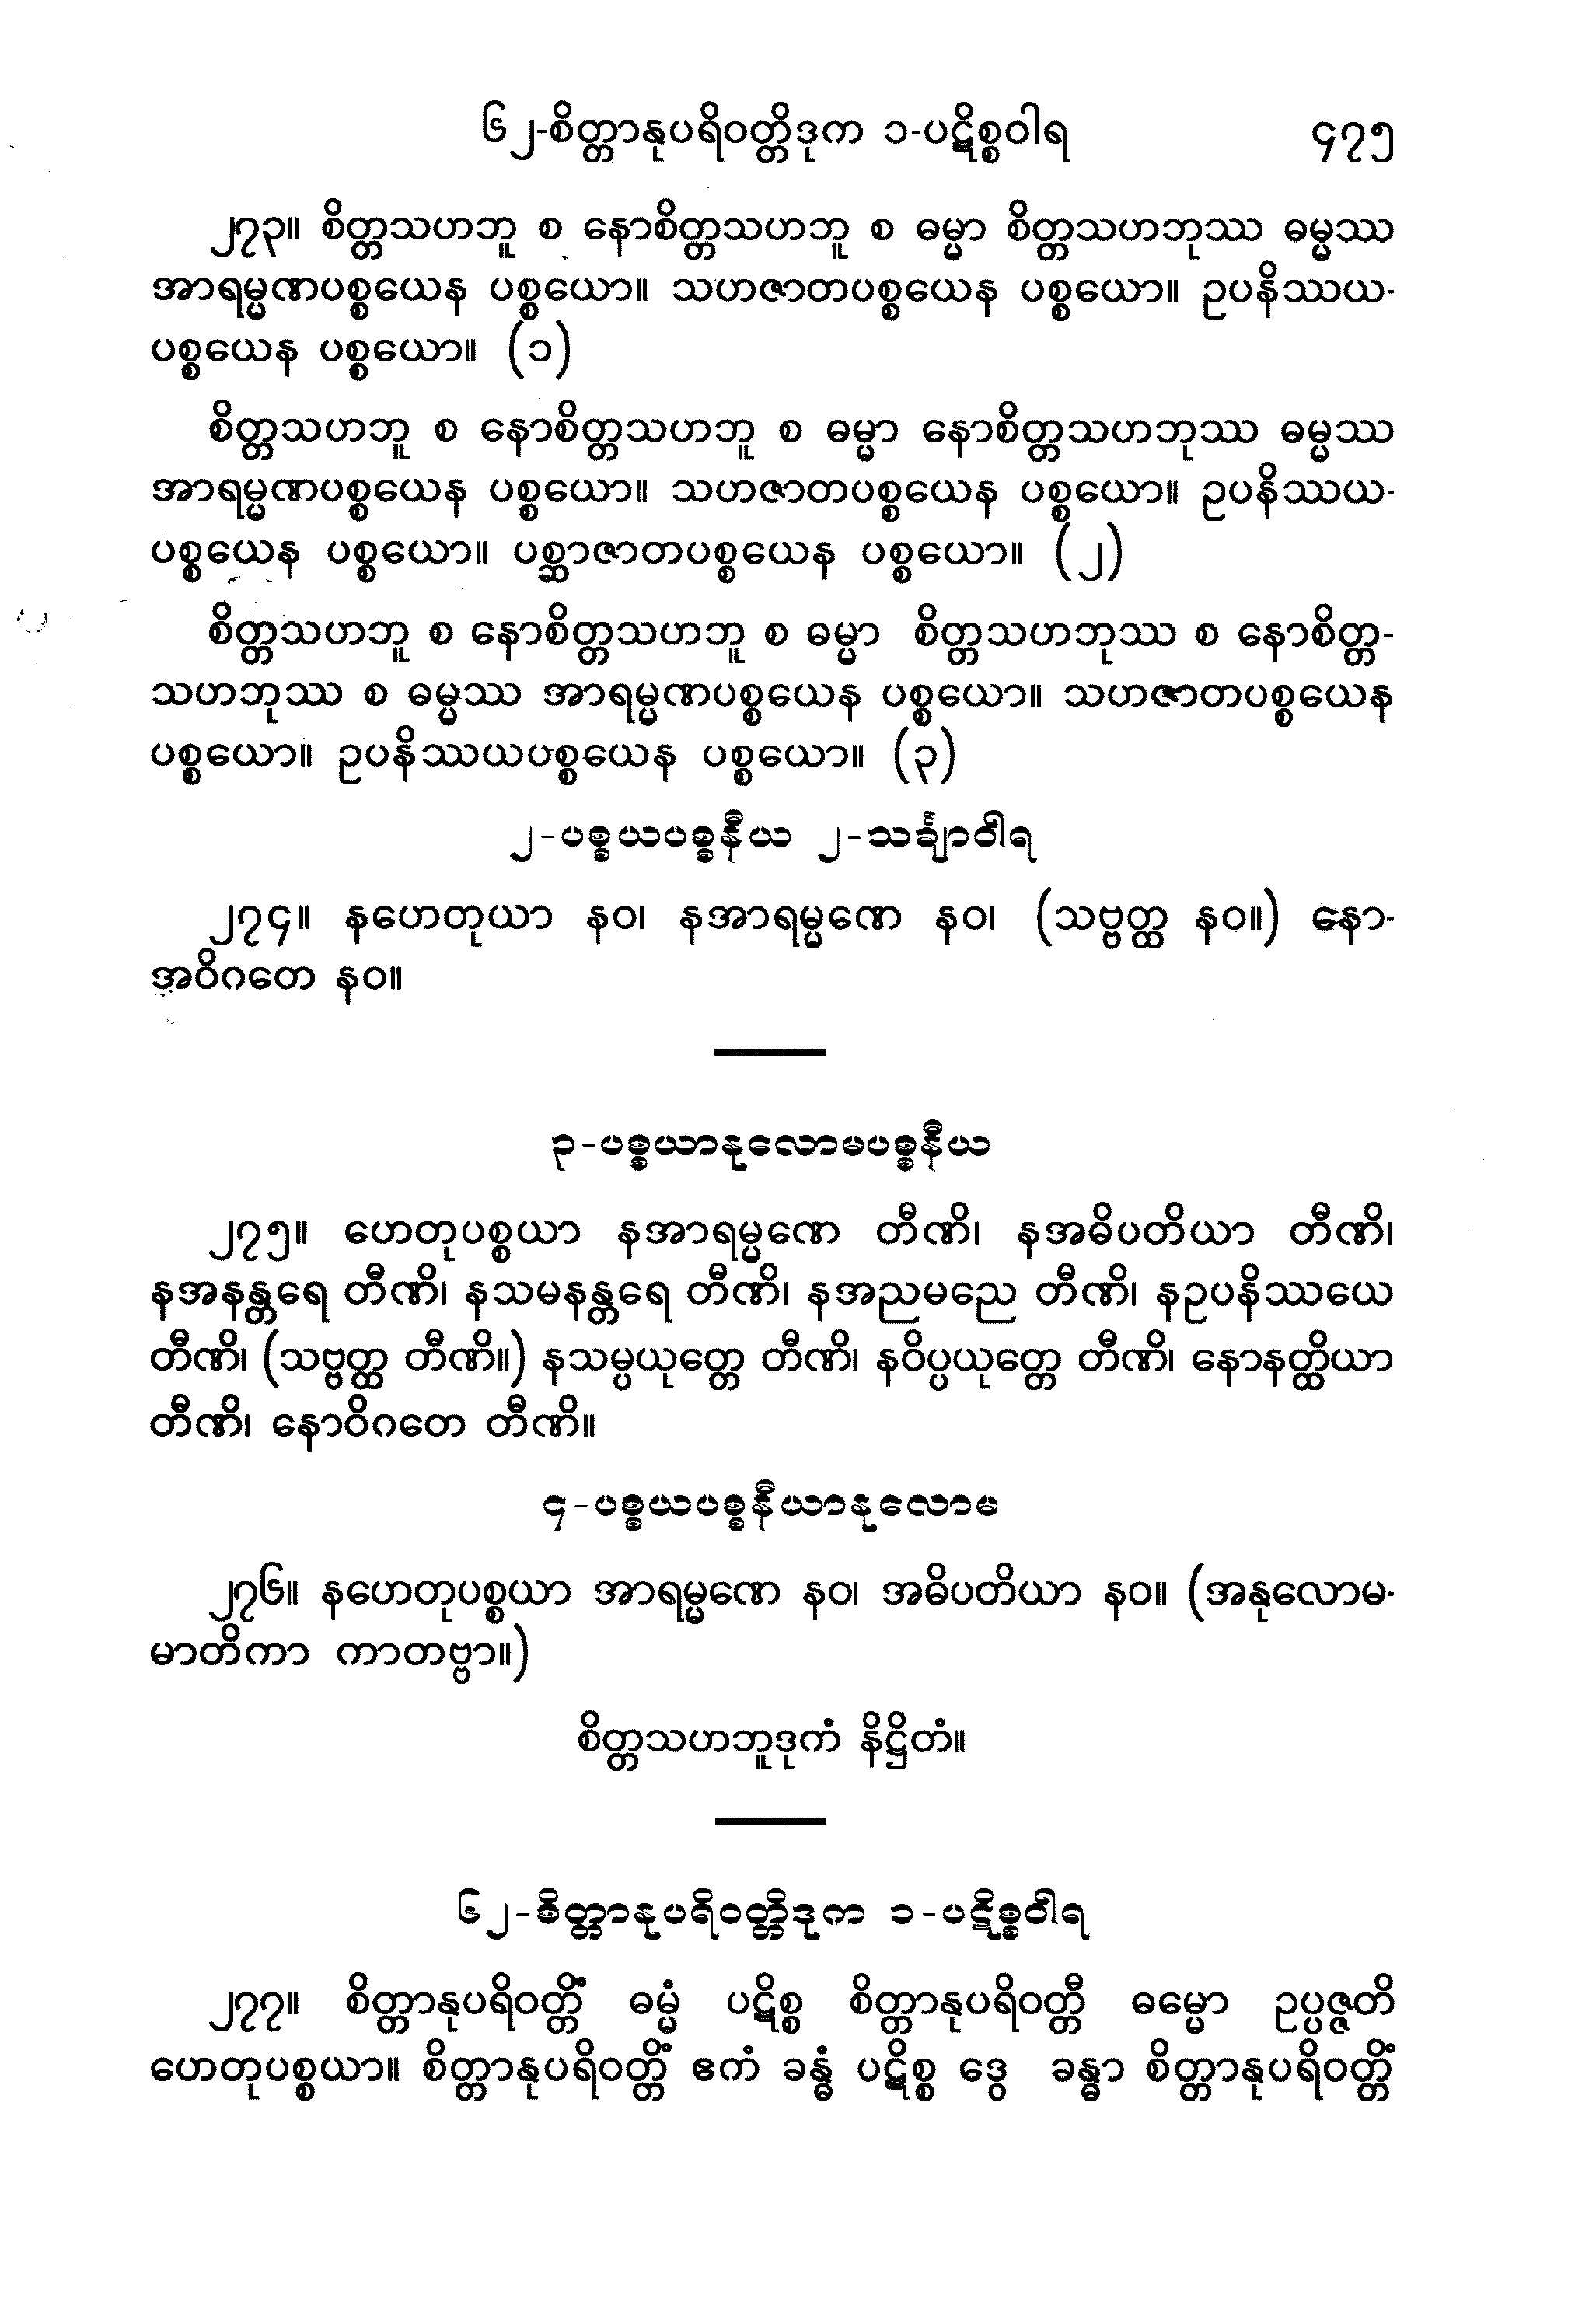 ၆၂-စိတ္တာနုပရိဝတ္တိဒုက ၁-ပဋိစ္စဝါရ ၄၇၅
၂၇၃။ စိတ္တသဟဘူ စ နောစိတ္တသဟဘူ စ ဓမ္မာ စိတ္တသဟဘုဿ ဓမ္မဿ
အာရမ္မဏပစ္စယေန ပစ္စယော။ သဟဇာတပစ္စယေန ပစ္စယော။ ဥပနိဿယ-
ပစ္စယေန ပစ္စယော။ (၁)
စိတ္တသဟဘူ စ နောစိတ္တသဟဘူ စ ဓမ္မာ နောစိတ္တသဟဘုဿ ဓမ္မဿ
အာရမ္မဏပစ္စယေန ပစ္စယော။ သဟဇာတပစ္စယေန ပစ္စယော။ ဥပနိဿယ-
ပစ္စယေန ပစ္စယော။ ပစ္ဆာဇာတပစ္စယေန ပစ္စယော။ (၂)
စိတ္တသဟဘူ စ နောစိတ္တသဟဘူ စ ဓမ္မာ စိတ္တသဟဘုဿ စ နောစိတ္တ-
သဟဘုဿ စ ဓမ္မဿ အာရမ္မဏပစ္စယေန ပစ္စယော။ သဟဇာတပစ္စယေန
ပစ္စယော။ ဥပနိဿယပစ္စယေန ပစ္စယော။ (၃)
၂-ပစ္စယပစ္စနီယ ၂-သင်္ချာဝါရ
၂၇၄။ နဟေတုယာ နဝ၊ နအာရမ္မဏေ နဝ၊ (သဗ္ဗတ္ထ နဝ။) နော-
အဝိဂတေ နဝ။
၃-ပစ္စယာနုလောမပစ္စနီယ
၂၇၅။ ဟေတုပစ္စယာ နအာရမ္မဏေ တီဏိ၊ နအဓိပတိယာ တီဏိ၊
နအနန္တရေ တီဏိ၊ နသမနန္တရေ တီဏိ၊ နအညမညေ တီဏိ၊ နဥပနိဿယေ
တီဏိ၊ (သဗ္ဗတ္ထ တီဏိ။) နသမ္ပယုတ္တေ တီဏိ၊ နဝိပ္ပယုတ္တေ တီဏိ၊ နောနတ္ထိယာ
တီဏိ၊ နောဝိဂတေ တီဏိ။
၄-ပစ္စယပစ္စနီယာနုလောမ
၂၇၆။ နဟေတုပစ္စယာ အာရမ္မဏေ နဝ၊ အဓိပတိယာ နဝ။ (အနုလောမ-
မာတိကာ ကာတဗ္ဗာ။)
စိတ္တသဟဘူဒုကံ နိဋ္ဌိတံ။
၆၂-စိတ္တာနုပရိဝတ္တိဒုက ၁-ပဋိစ္စဝါရ
၂၇၇။ စိတ္တာနုပရိဝတ္တိံ ဓမ္မံ ပဋိစ္စ စိတ္တာနုပရိဝတ္တီ ဓမ္မော ဥပ္ပဇ္ဇတိ
ဟေတုပစ္စယာ။ စိတ္တာနုပရိဝတ္တိံ ဧကံ ခန္ဓံ ပဋိစ္စ ဒွေ ခန္ဓာ စိတ္တာနုပရိဝတ္တိံ